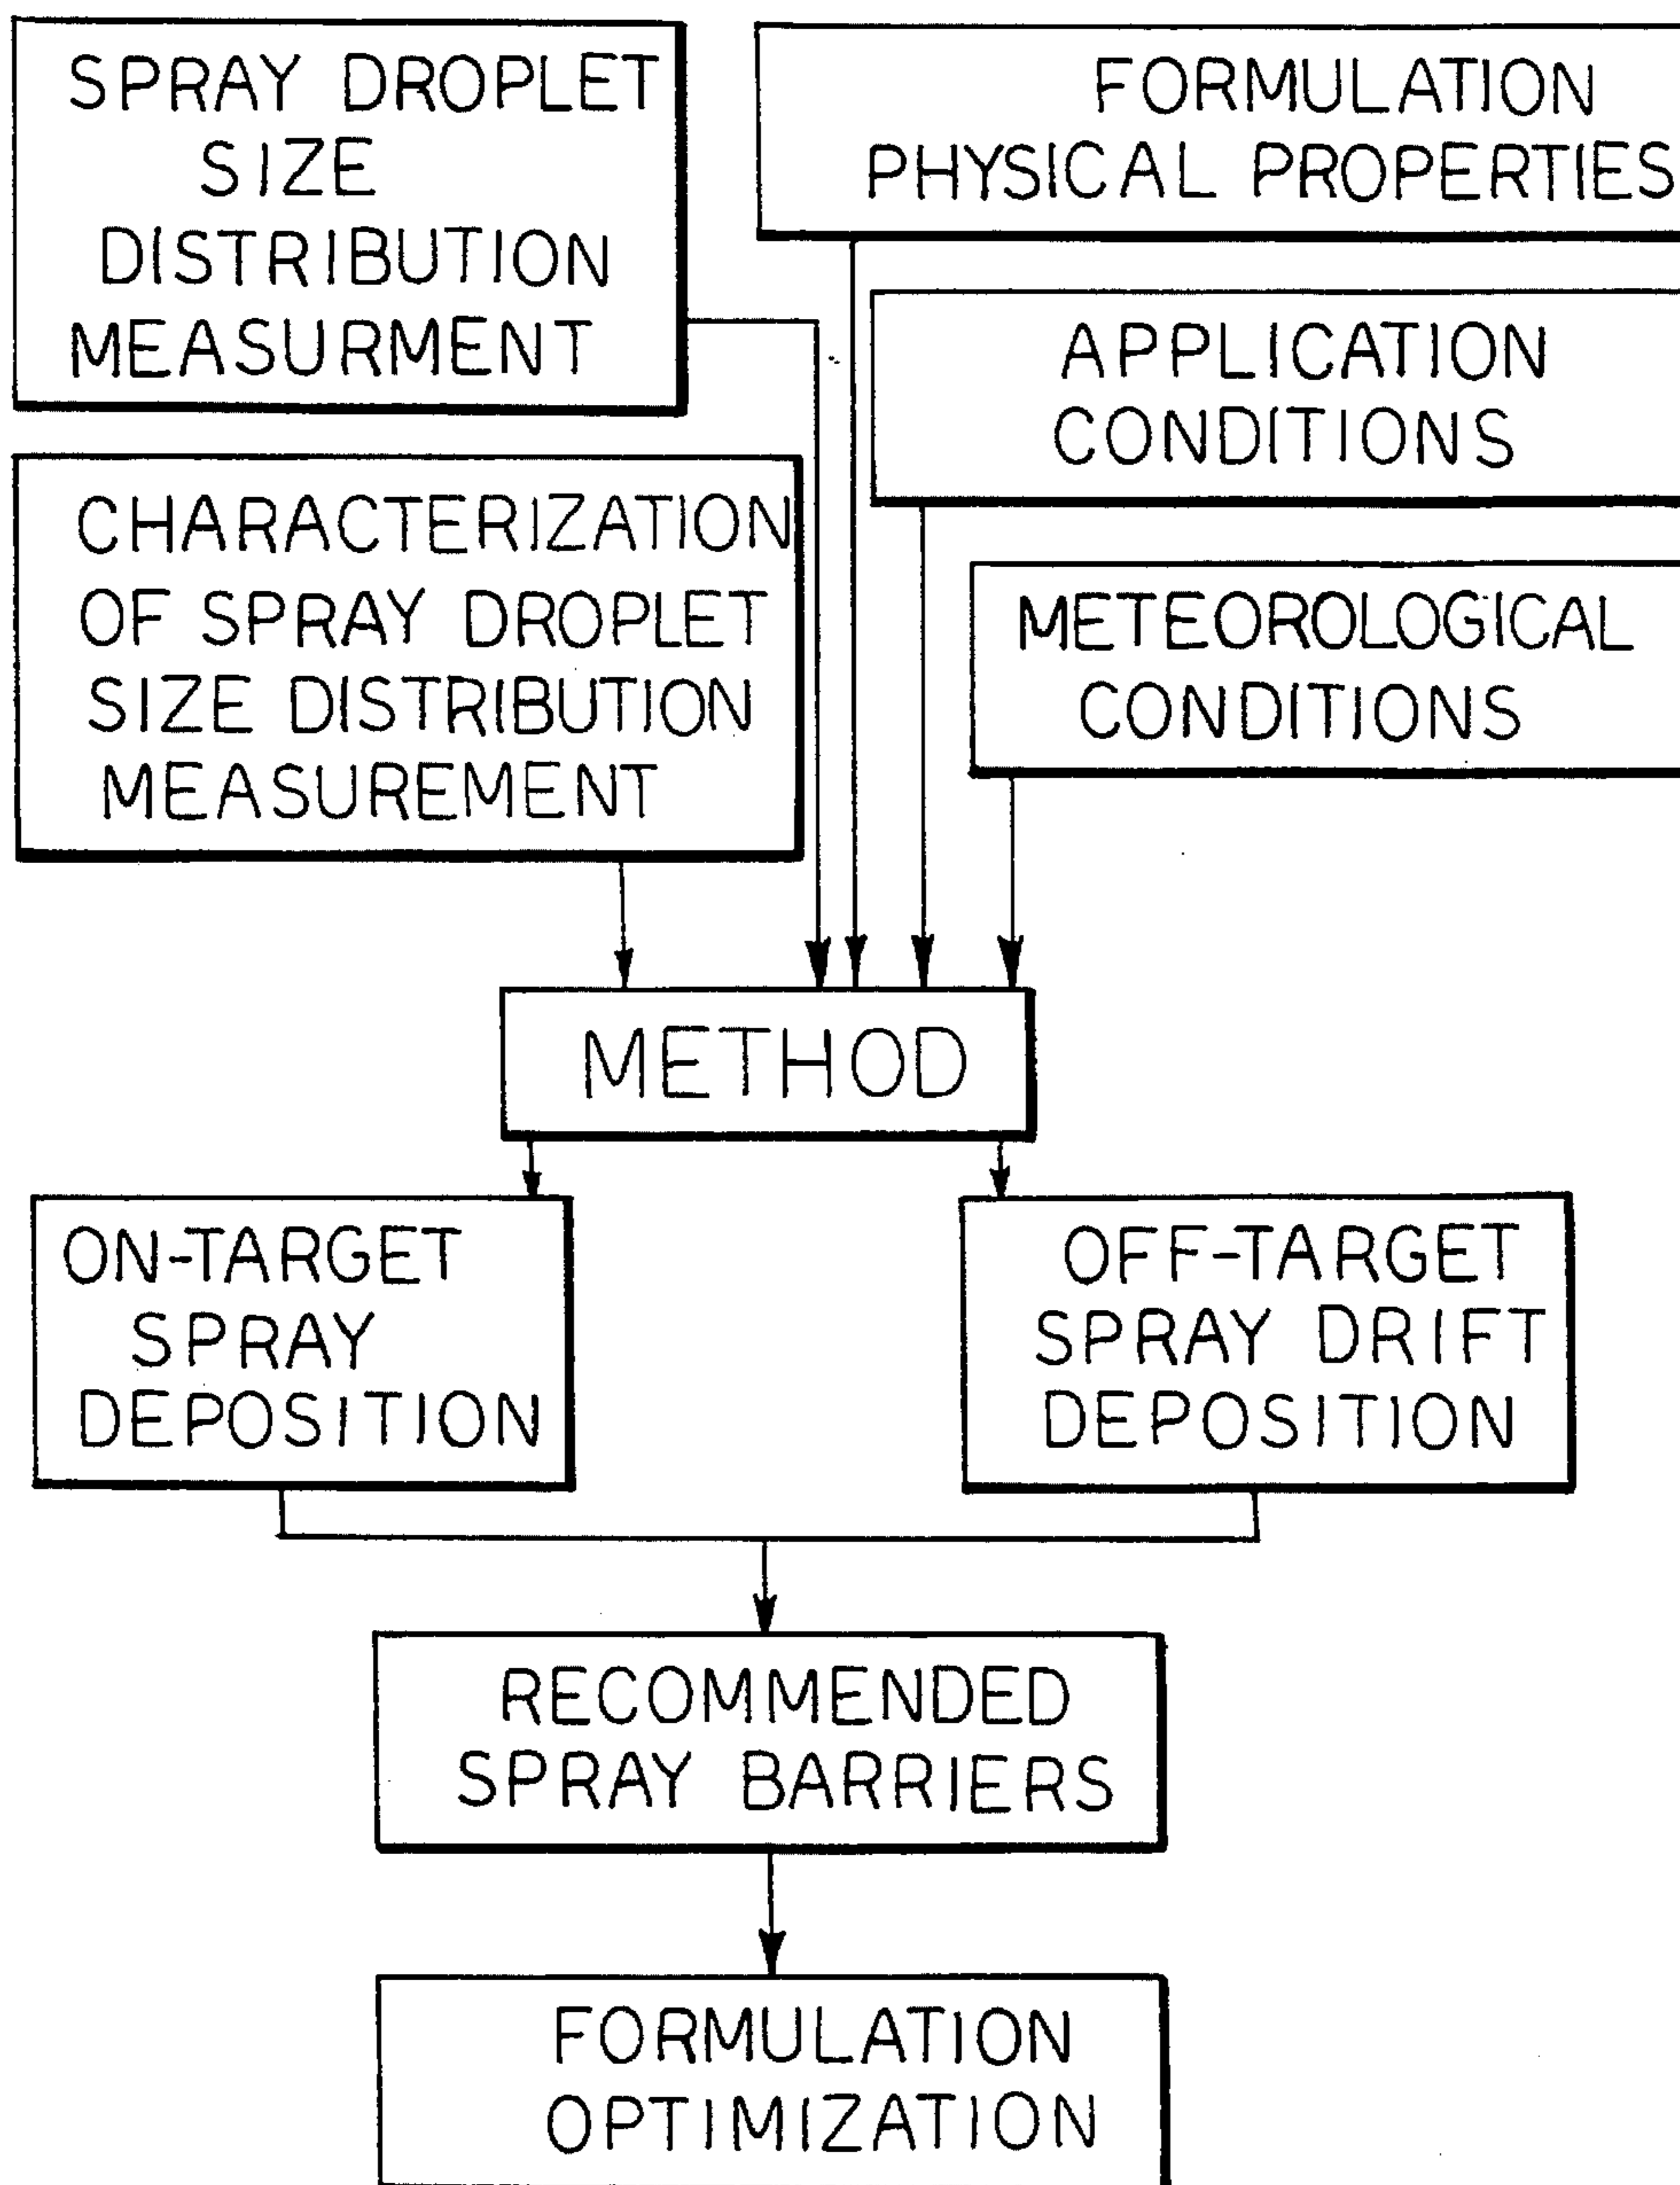 SPRAY DROPLET
SIZE
DISTRIBUTION
MEASURMENT
FORMULATION
PHYSICAL PROPERTIES
APPLICATION
CONDITIONS
CHARACTERIZATION
OF SPRAY DROPLET
SIZE DISTRIBUTION
MEASUREMENT
METEOROLOGICAL
CONDITIONS
METHOD
ON-TARGET
SPRAY
DEPOSITION
OFF-TARGET
SPRAY DRIFT
DEPOSITION
RECOMMENDED
SPRAY BARRIERS
FORMULATION
OPTIMIZATION